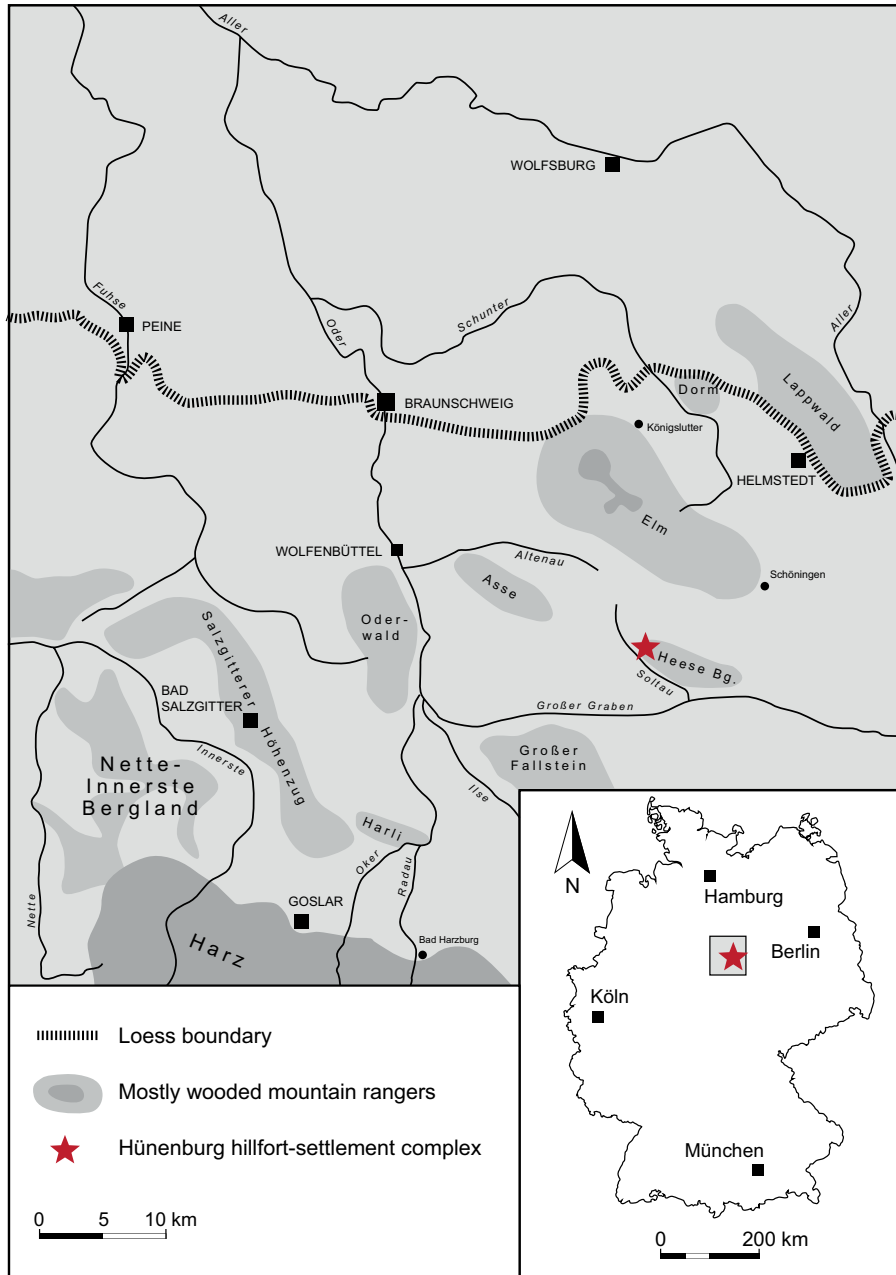 Aller
WOLFSBURG
Fuhse
PEINE
Oder
Schunter
Aller
BRAUNSCHWEIG
Dorm
Lappwald
Königslutter
HELMSTEDT
Elm
WOLFENBÜTTEL
Altenau
Asse
Schöningen
Oder-
wald
Salzgitterer
Höhenzug
Heese Bg.
Soltau
BAD
SALZGITTER
Großer Graben
Innerste
Nette-
Innerste
Bergland
Großer
Fallstein
Ilse
Harli
Oker
Radau
Nette
GOSLAR
Harz
Bad Harzburg
N
Hamburg
Berlin
Köln
München
0 200 km
Loess boundary
Mostly wooded mountain rangers
Hünenburg hillfort-settlement complex
0 5 10 km